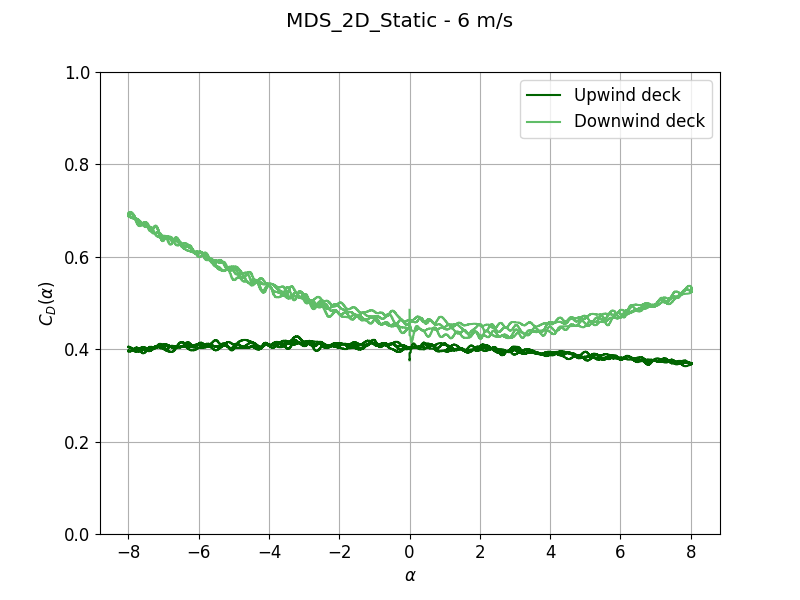 MDS_2D_Static - 6 m/s
Upwind deck
Downwind deck
1.0
0.8
0.6
0.4
0.2
0.0
C_D(α)
−8 −6 −4 −2 0 2 4 6 8
α